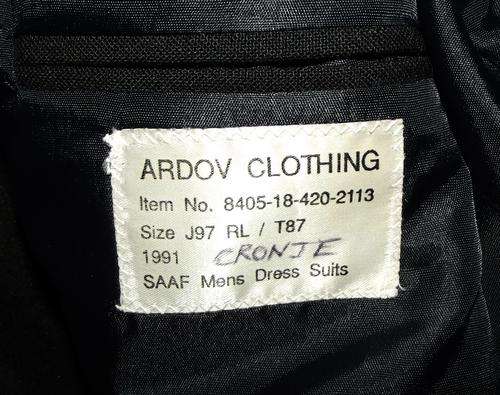 ARDOV CLOTHING
Item No. 8405-18-420-2113
Size J97 RL / T87
1991 CRONJE
SAAF Mens Dress Suits